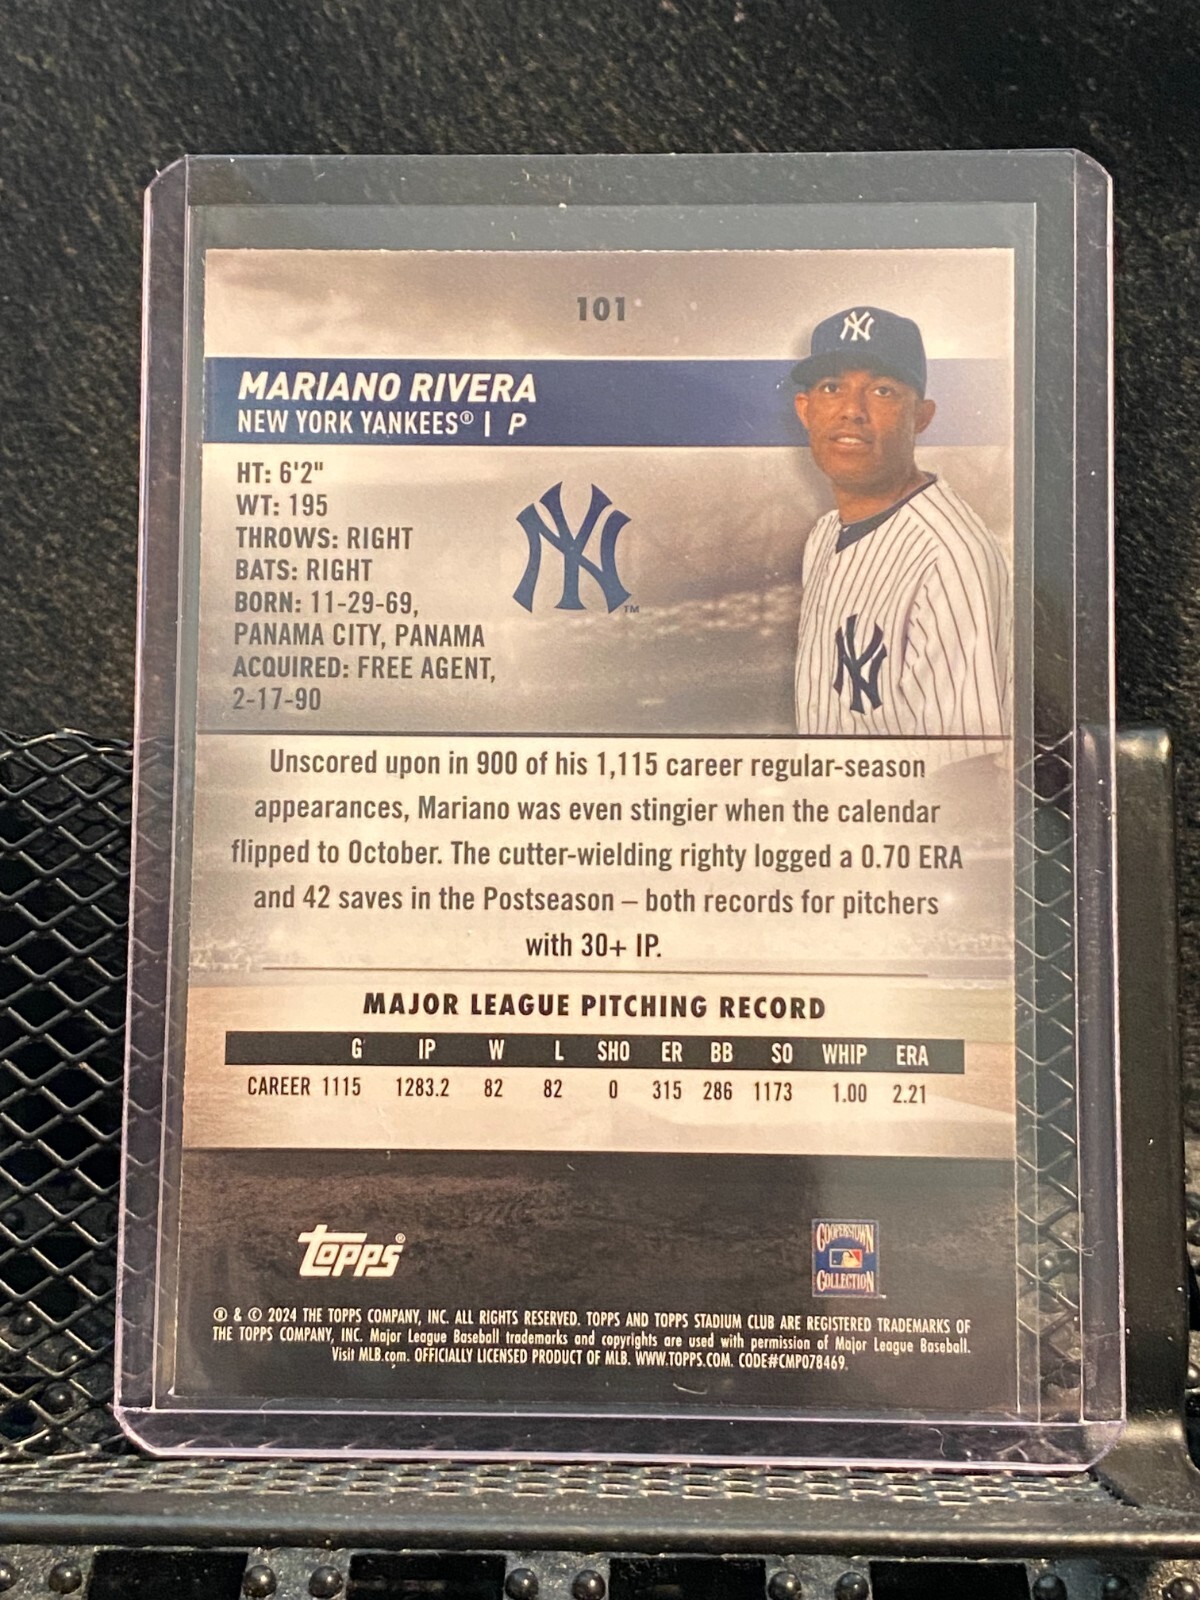 101
MARIANO RIVERA
NEW YORK YANKEES® | P
HT: 6'2"
WT: 195
THROWS: RIGHT
BATS: RIGHT
BORN: 11-29-69,
PANAMA CITY, PANAMA
ACQUIRED: FREE AGENT,
2-17-90
NY
NY
NY
TM
Unscored upon in 900 of his 1,115 career regular-season
appearances, Mariano was even stingier when the calendar
flipped to October. The cutter-wielding righty logged a 0.70 ERA
and 42 saves in the Postseason – both records for pitchers
with 30+ IP.
MAJOR LEAGUE PITCHING RECORD
G IP W L SHO ER BB SO WHIP ERA
CAREER 1115 1283.2 82 82 0 315 286 1173 1.00 2.21
Topps®
COOPERSTOWN
COLLECTION
® & © 2024 THE TOPPS COMPANY, INC. ALL RIGHTS RESERVED. TOPPS AND TOPPS STADIUM CLUB ARE REGISTERED TRADEMARKS OF
THE TOPPS COMPANY, INC. Major League Baseball trademarks and copyrights are used with permission of Major League Baseball.
Visit MLB.com. OFFICIALLY LICENSED PRODUCT OF MLB. WWW.TOPPS.COM. CODE#CMP078469.